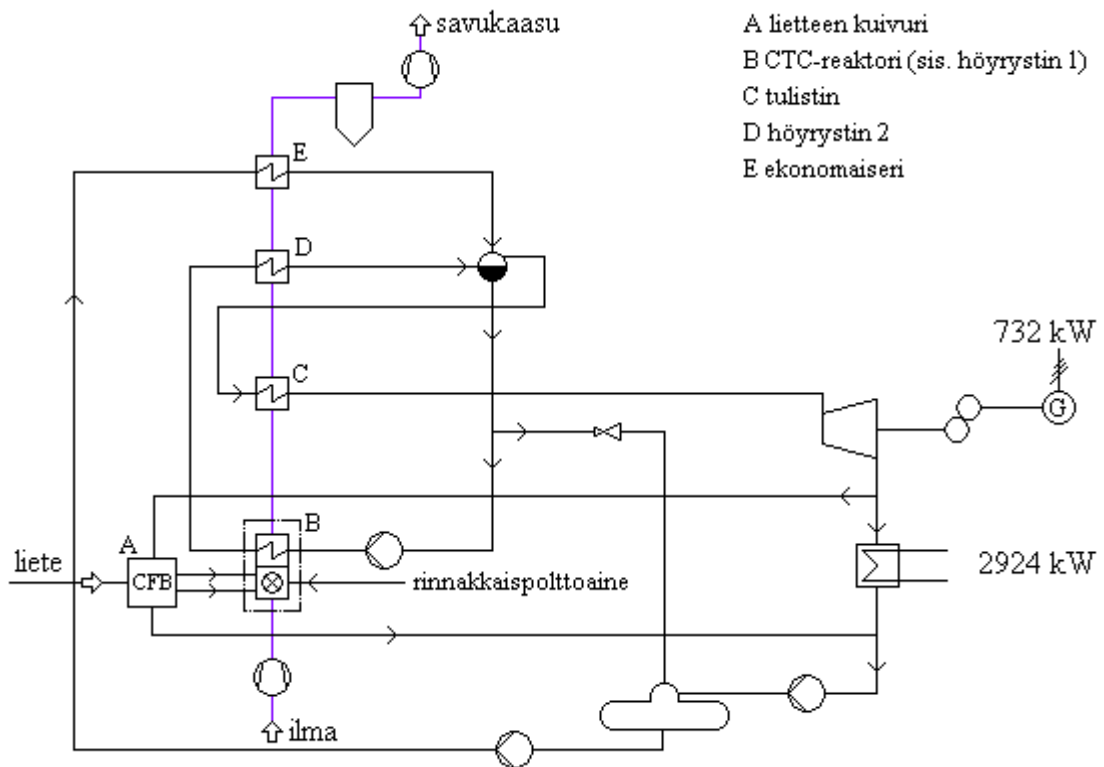 savukaasu
A lietteen kuivuri
B CTC-reaktori (sis. höyrystin 1)
C tulistin
D höyrystin 2
E ekonomaiseri
E
D
C
732 kW
G
B
A
liete
CFB
rinnakkaispolttoaine
2924 kW
ilma